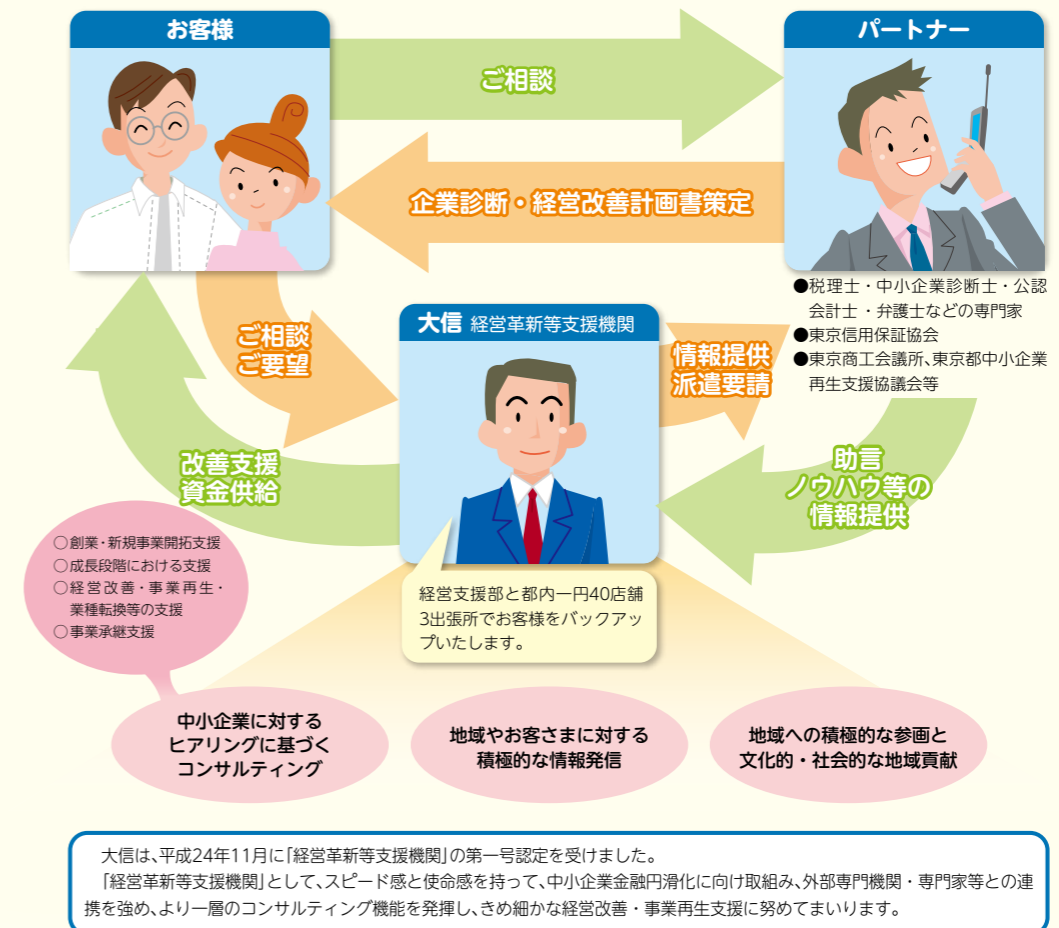 お客様
パートナー
ご相談
企業診断・経営改善計画書策定
●税理士・中小企業診断士・公認
会計士・弁護士などの専門家
●東京信用保証協会
●東京商工会議所、東京都中小企業
再生支援協議会等
ご相談
ご要望
大信 経営革新等支援機関
情報提供
派遣要請
改善支援
資金供給
助言
ノウハウ等の
情報提供
○創業・新規事業開拓支援
○成長段階における支援
○経営改善・事業再生・
業種転換等の支援
○事業承継支援
経営支援部と都内一円40店舗
3出張所でお客様をバックアッ
プいたします。
中小企業に対する
ヒアリングに基づく
コンサルティング
地域やお客さまに対する
積極的な情報発信
地域への積極的な参画と
文化的・社会的な地域貢献
大信は、平成24年11月に「経営革新等支援機関」の第一号認定を受けました。
「経営革新等支援機関」として、スピード感と使命感を持って、中小企業金融円滑化に向け取組み、外部専門機関・専門家等との連
携を強め、より一層のコンサルティング機能を発揮し、きめ細かな経営改善・事業再生支援に努めてまいります。